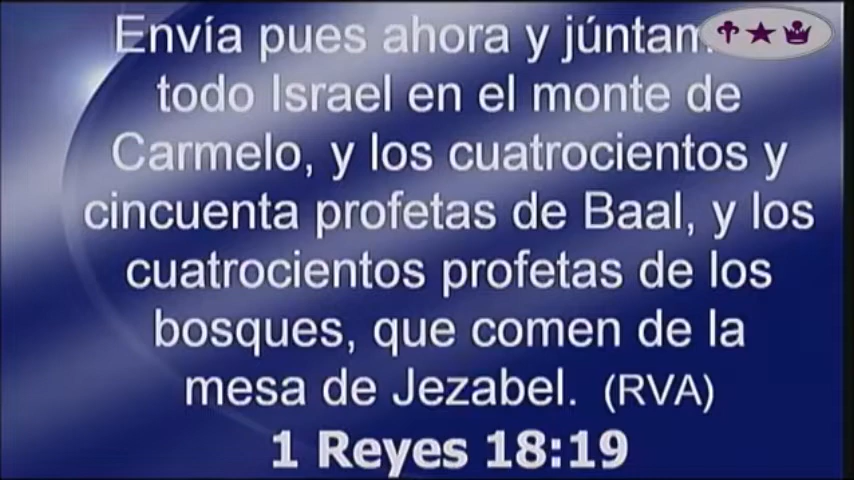 Envía pues ahora y
todo Israel en el monte de
Carmelo, y los cuatrocientos y
cincuenta profetas de Baal, y los
cuatrocientos profetas de los
bosques, que comen de la
mesa de Jezabel. (RVA)
1 Reyes 18:19